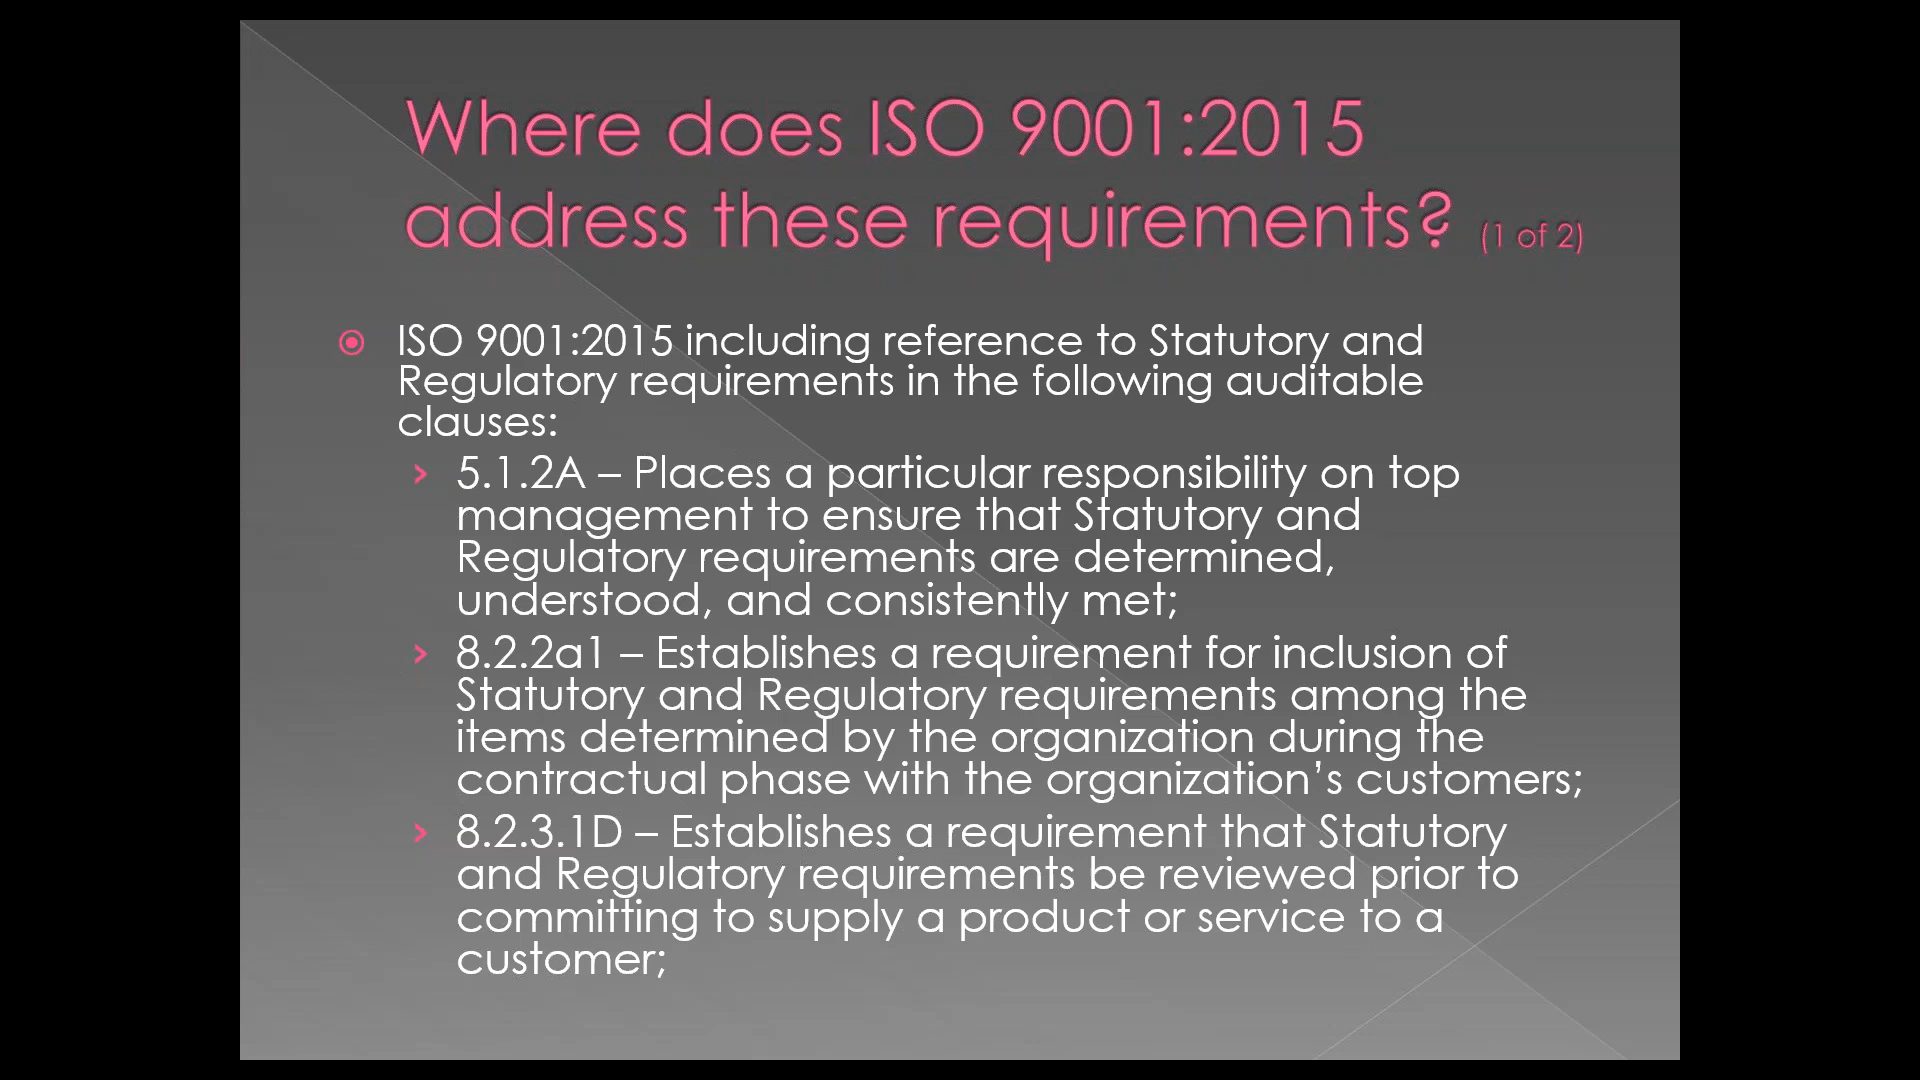 Where does ISO 9001:2015
address these requirements? (1 of 2)
ISO 9001:2015 including reference to Statutory and
Regulatory requirements in the following auditable
clauses:
5.1.2A – Places a particular responsibility on top
management to ensure that Statutory and
Regulatory requirements are determined,
understood, and consistently met;
8.2.2a1 – Establishes a requirement for inclusion of
Statutory and Regulatory requirements among the
items determined by the organization during the
contractual phase with the organization’s customers;
8.2.3.1D – Establishes a requirement that Statutory
and Regulatory requirements be reviewed prior to
committing to supply a product or service to a
customer;